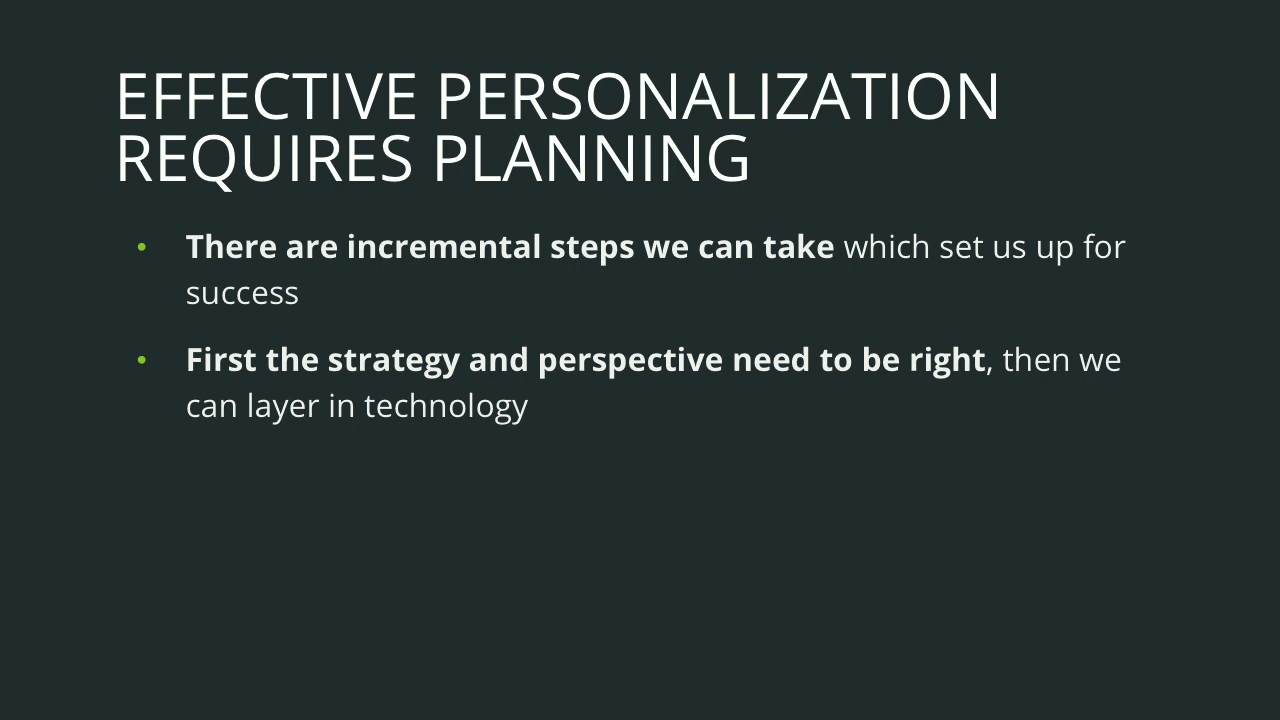 EFFECTIVE PERSONALIZATION
REQUIRES PLANNING
• There are incremental steps we can take which set us up for
success
• First the strategy and perspective need to be right, then we
can layer in technology